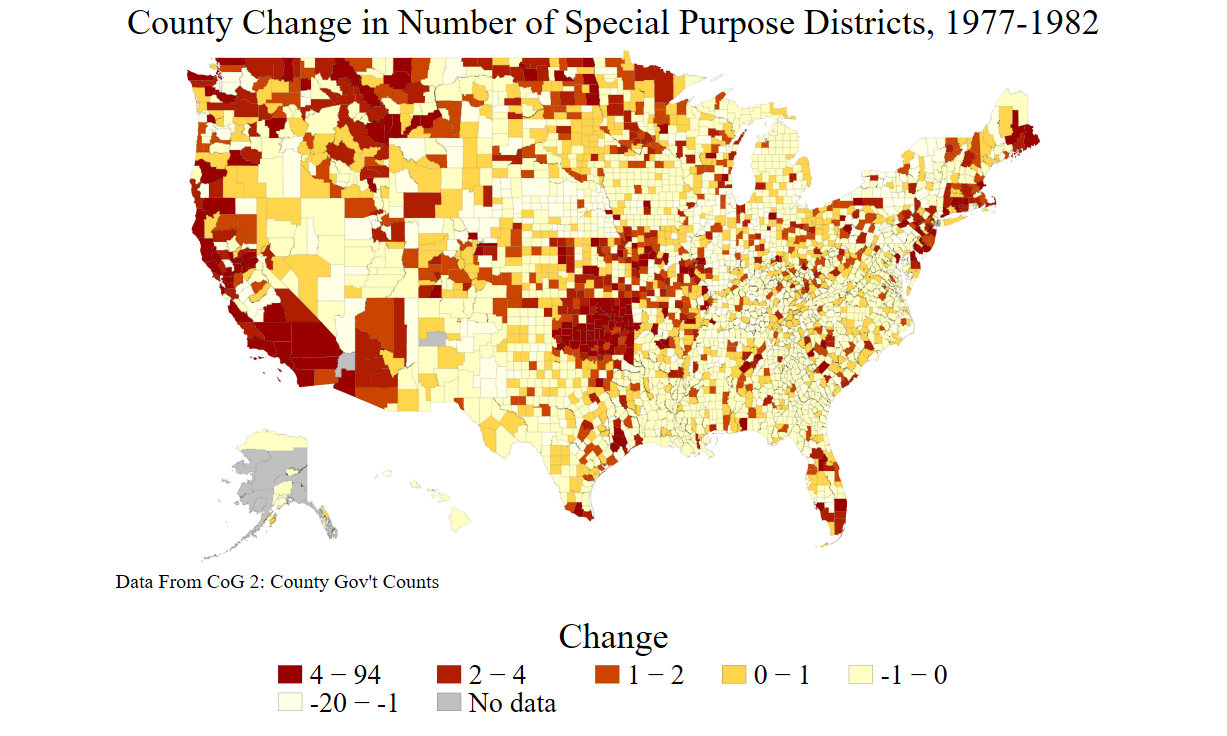 County Change in Number of Special Purpose Districts, 1977-1982
Data From CoG 2: County Gov't Counts
Change
4 − 94 2 − 4 1 − 2 0 − 1 -1 − 0
-20 − -1 No data